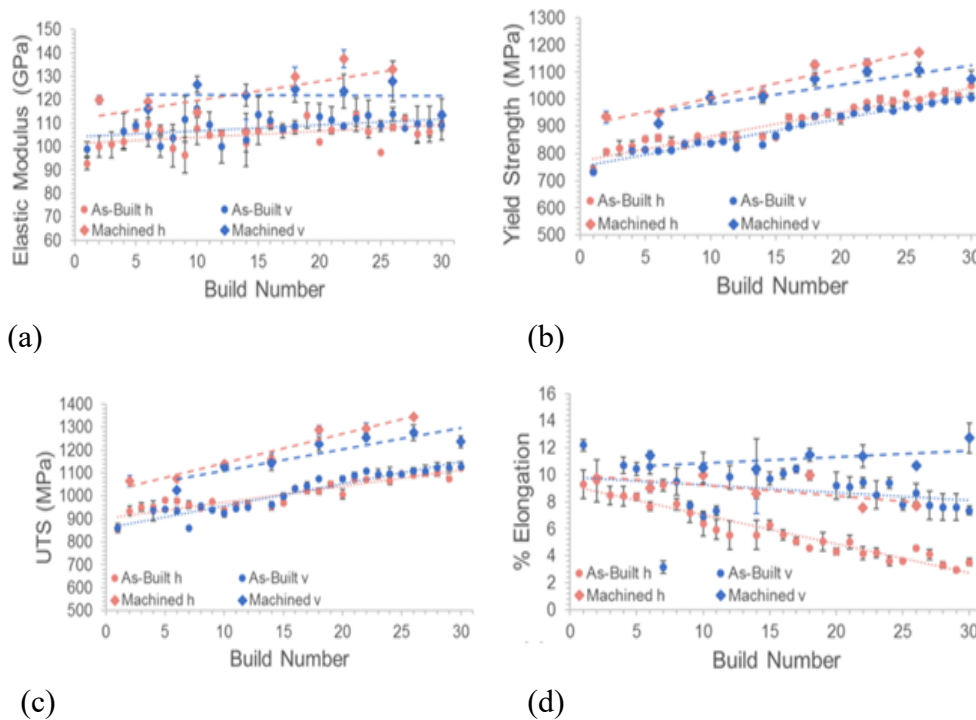 Elastic Modulus (GPa)
150
140
130
120
110
100
90
80
70
60
As-Built h
As-Built v
Machined h
Machined v
0
5
10
15
20
25
30
Build Number
(a)
Yield Strength (MPa)
1300
1200
1100
1000
900
800
700
600
500
As-Built h
As-Built v
Machined h
Machined v
0
5
10
15
20
25
30
Build Number
(b)
UTS (MPa)
1400
1300
1200
1100
1000
900
800
700
600
500
As-Built h
As-Built v
Machined h
Machined v
0
5
10
15
20
25
30
Build Number
(c)
% Elongation
16
14
12
10
8
6
4
2
0
As-Built h
As-Built v
Machined h
Machined v
0
5
10
15
20
25
30
Build Number
(d)